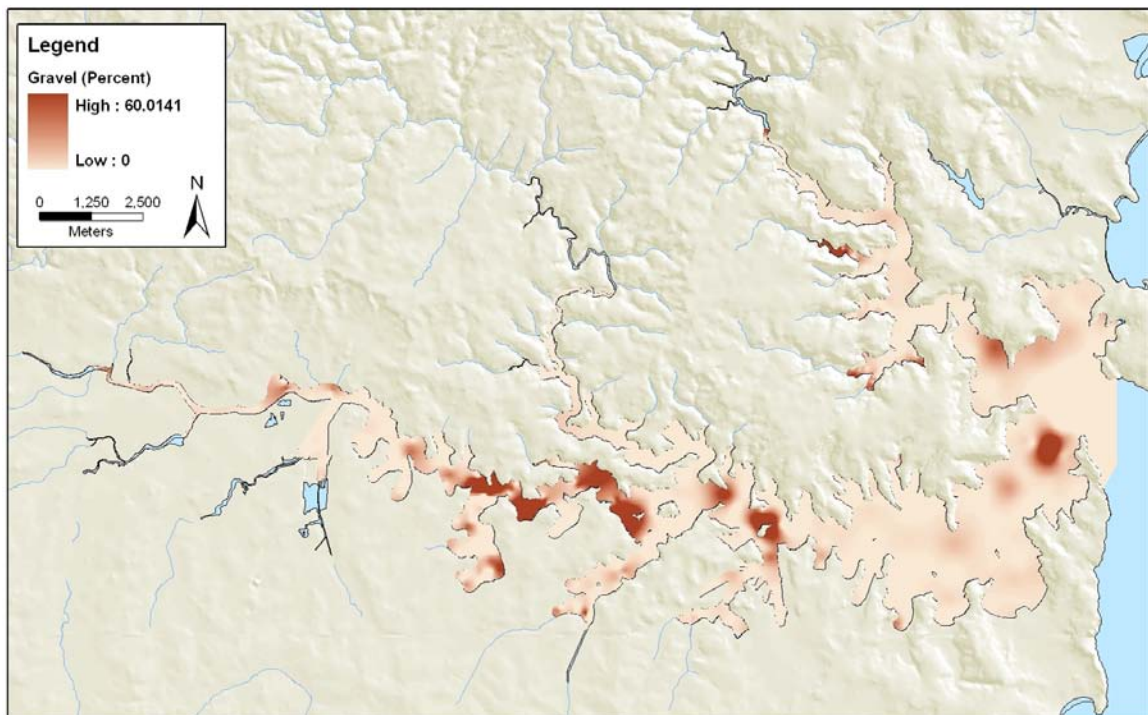 Legend
Gravel (Percent)
High : 60.0141
Low : 0
N
0 1,250 2,500
Meters